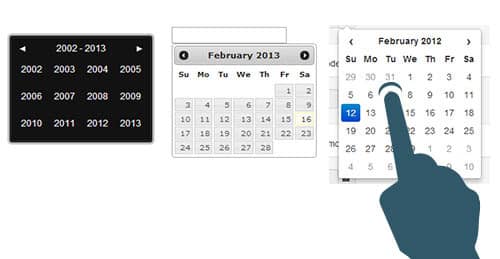 ◄ 2002 - 2013 ►
2002 2003 2004 2005
2006 2007 2008 2009
2010 2011 2012 2013
February 2013
Su Mo Tu We Th Fr Sa
1 2
3 4 5 6 7 8 9
10 11 12 13 14 15 16
17 18 19 20 21 22 23
24 25 26 27 28
‹ February 2012 ›
Su Mo Tu We Th Fr Sa
29 30 31 1 2 3 4
5 6 8 9 10 11
12 13 15 16 17 18
19 20 21 22 23 24 25
26 27 28 29 1 2 3
4 5 6 8 9 10